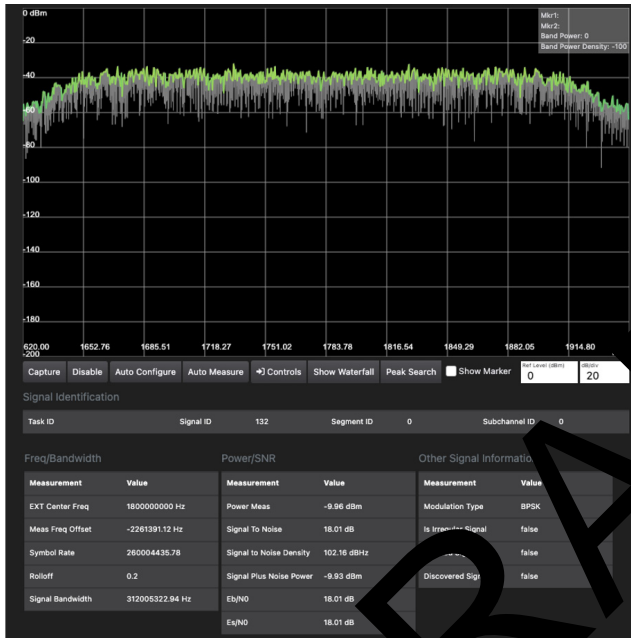 0 dBm
Mkr1:
Mkr2:
Band Power: 0
Band Power Density: -100
-20
-40
-60
-80
-100
-120
-140
-160
-180
620.00 1652.76 1685.51 1718.27 1751.02 1783.78 1816.54 1849.29 1882.05 1914.80
-200
Capture Disable Auto Configure Auto Measure Controls Show Waterfall Peak Search Show Marker Ref Level (dBm) 0 dB/div 20
Signal Identification
Task ID Signal ID 132 Segment ID 0 Subchannel ID 0
Freq/Bandwidth Power/SNR Other Signal Information
Measurement Value Measurement Value Measurement Value
EXT Center Freq 1800000000 Hz Power Meas -9.96 dBm Modulation Type BPSK
Meas Freq Offset -2261391.12 Hz Signal To Noise 18.01 dB Is Irregular Signal false
Symbol Rate 260004435.78 Signal to Noise Density 102.16 dBHz false
Rolloff 0.2 Signal Plus Noise Power -9.93 dBm Discovered Signal false
Signal Bandwidth 312005322.94 Hz Eb/N0 18.01 dB
Es/N0 18.01 dB